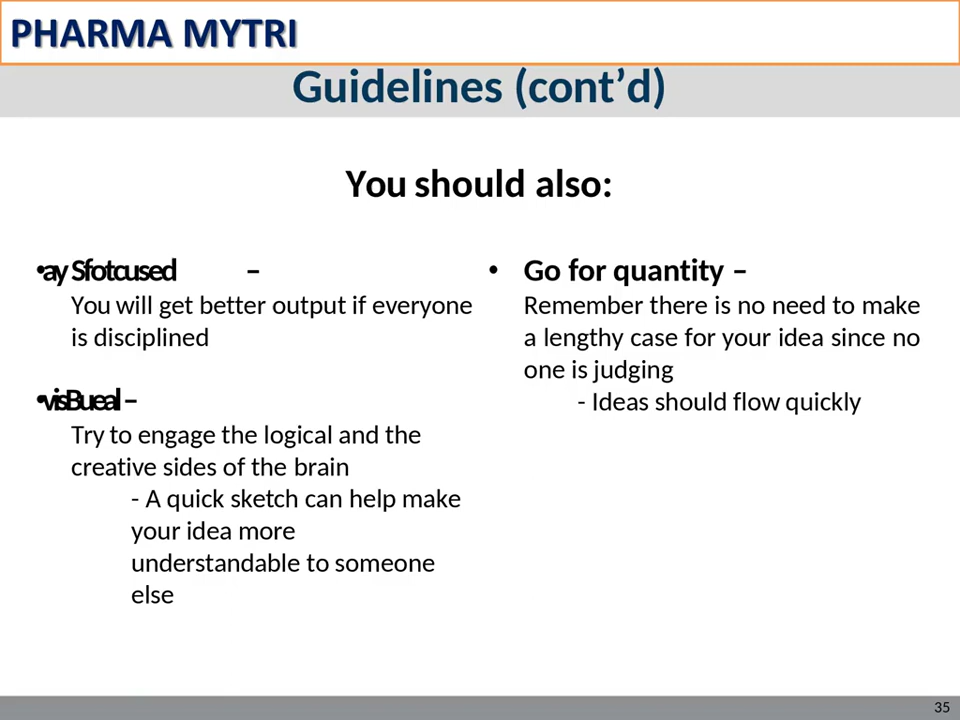 PHARMA MYTRI
Guidelines (cont’d)
You should also:
•ay Sfotcused –
You will get better output if everyone
is disciplined
•visBueal –
Try to engage the logical and the
creative sides of the brain
- A quick sketch can help make
your idea more
understandable to someone
else
• Go for quantity –
Remember there is no need to make
a lengthy case for your idea since no
one is judging
- Ideas should flow quickly
35